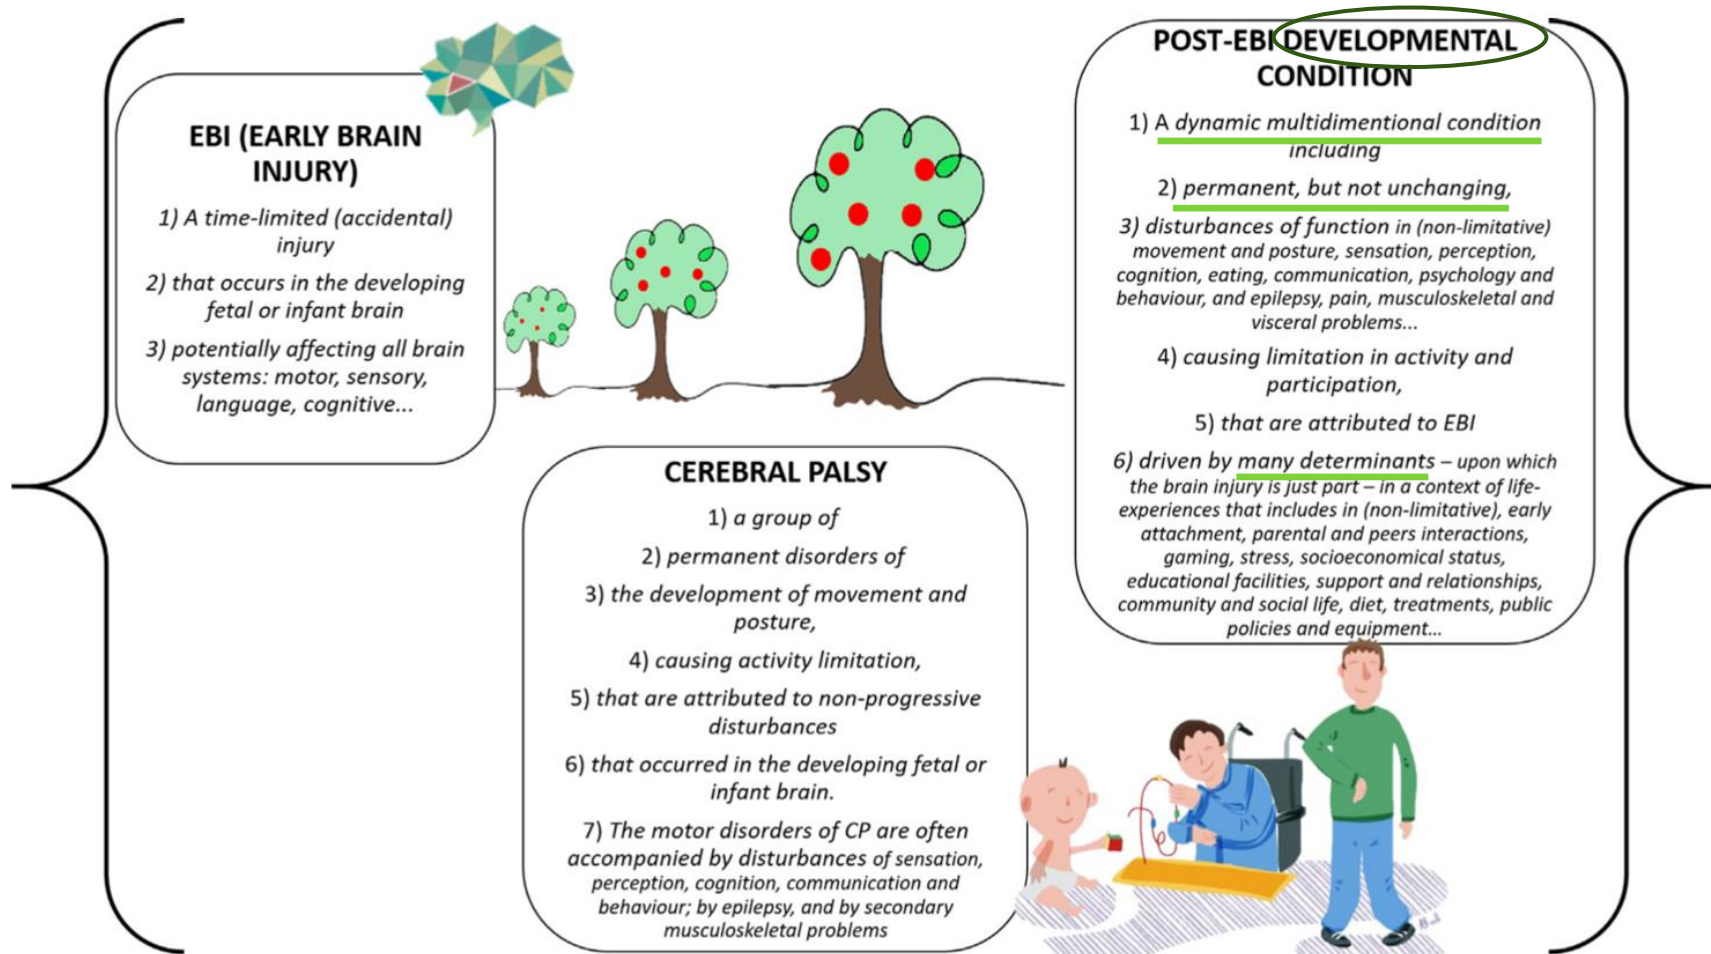 EBI (EARLY BRAIN
INJURY)
1) A time-limited (accidental)
injury
2) that occurs in the developing
fetal or infant brain
3) potentially affecting all brain
systems: motor, sensory,
language, cognitive...
CEREBRAL PALSY
1) a group of
2) permanent disorders of
3) the development of movement and
posture,
4) causing activity limitation,
5) that are attributed to non-progressive
disturbances
6) that occurred in the developing fetal or
infant brain.
7) The motor disorders of CP are often
accompanied by disturbances of sensation,
perception, cognition, communication and
behaviour; by epilepsy, and by secondary
musculoskeletal problems
POST-EBI DEVELOPMENTAL
CONDITION
1) A dynamic multidimentional condition
including
2) permanent, but not unchanging,
3) disturbances of function in (non-limitative)
movement and posture, sensation, perception,
cognition, eating, communication, psychology and
behaviour, and epilepsy, pain, musculoskeletal and
visceral problems...
4) causing limitation in activity and
participation,
5) that are attributed to EBI
6) driven by many determinants – upon which
the brain injury is just part – in a context of life-
experiences that includes in (non-limitative), early
attachment, parental and peers interactions,
gaming, stress, socioeconomical status,
educational facilities, support and relationships,
community and social life, diet, treatments, public
policies and equipment...